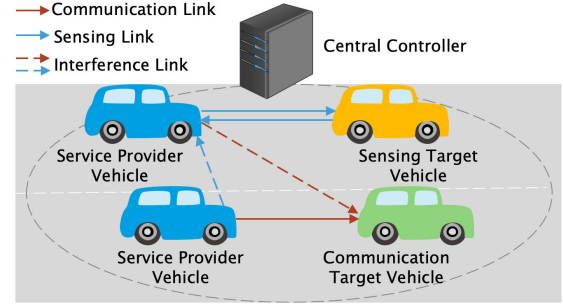 Communication Link
Sensing Link
Interference Link
Central Controller
Service Provider
Vehicle
Sensing Target
Vehicle
Service Provider
Vehicle
Communication
Target Vehicle